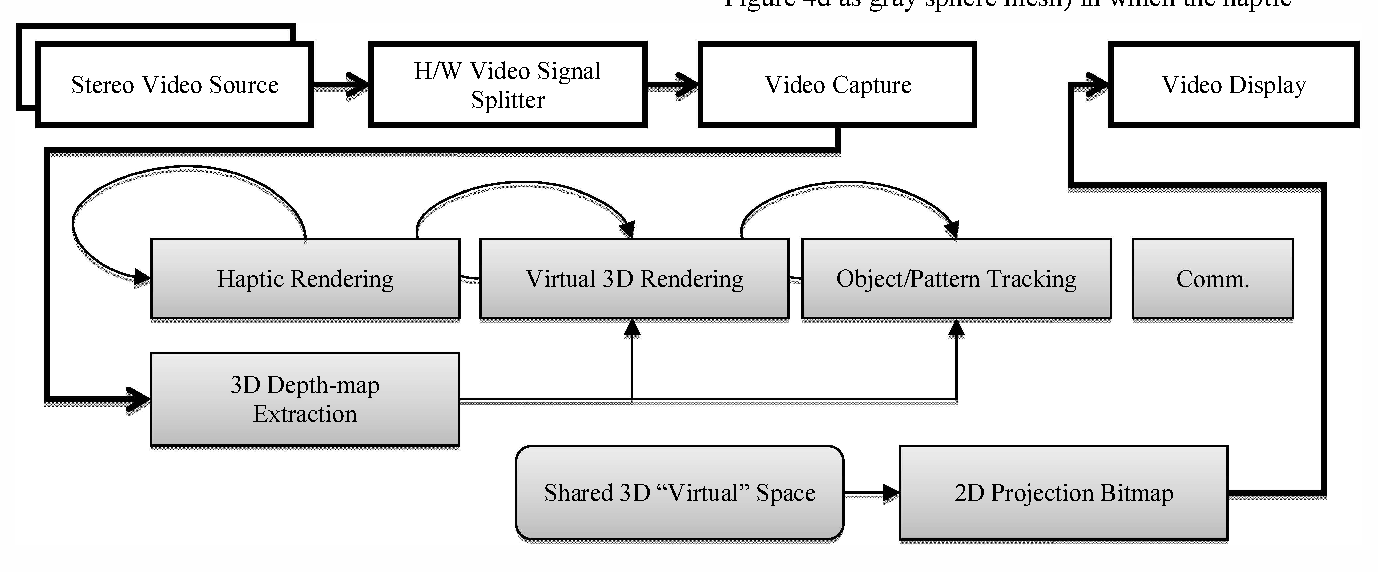 Figure 4d as gray sphere mesh) in which the haptic
Stereo Video Source
H/W Video Signal
Splitter
Video Capture
Video Display
Haptic Rendering
Virtual 3D Rendering
Object/Pattern Tracking
Comm.
3D Depth-map
Extraction
Shared 3D “Virtual” Space
2D Projection Bitmap